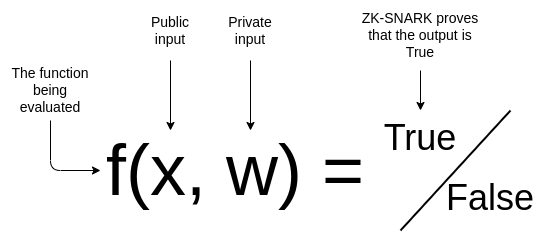 Public
input
Private
input
ZK-SNARK proves
that the output is
True
The function
being
evaluated
f(x, w) =
True
False